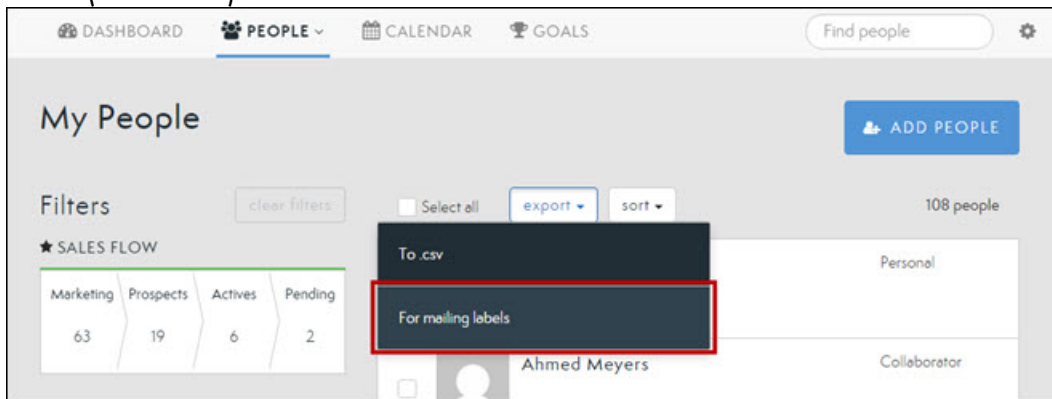 DASHBOARD PEOPLE CALENDAR GOALS Find people
My People
ADD PEOPLE
Filters clear filters Select all export sort 108 people
SALES FLOW
To .csv
Personal
Marketing Prospects Actives Pending
For mailing labels
63 19 6 2
Ahmed Meyers Collaborator